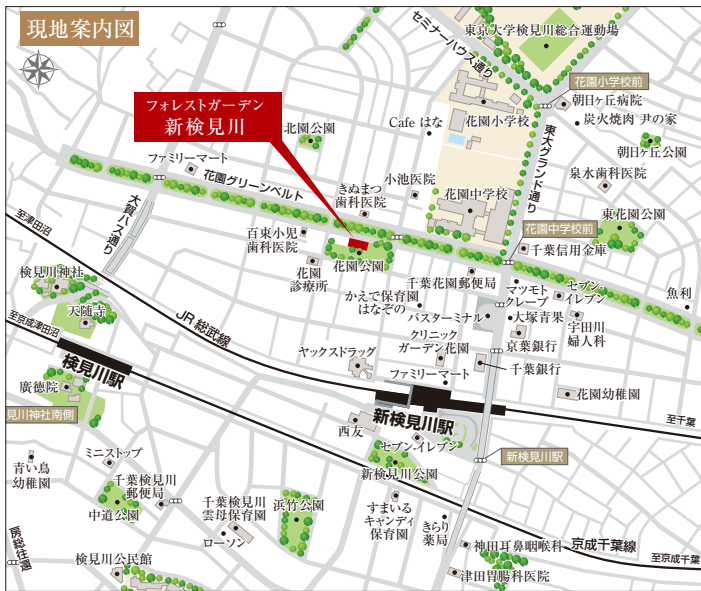 現地案内図
東京大学検見川総合運動場
セミナーハウス通り
花園小学校前
朝日ヶ丘病院
フォレストガーデン
新検見川
北園公園
Cafe はな
花園小学校
炭火焼肉 尹の家
朝日ヶ丘公園
東大グランド通り
ファミリーマート
花園グリーンベルト
小池医院
泉水歯科医院
きぬまつ
歯科医院
花園中学校
大賀ハス通り
花園中学校前
東花園公園
至津田沼
百束小児
歯科医院
千葉信用金庫
花園公園
花園
診療所
千葉花園郵便局
検見川神社
マツモト
クレープ
セブン-
イレブン
魚利
かえで保育園
はなぞの
天随寺
至京成津田沼
JR 総武線
バスターミナル
大塚青果
宇田川
婦人科
クリニック
ガーデン花園
京葉銀行
ヤックスドラッグ
千葉銀行
検見川駅
ファミリーマート
廣徳院
花園幼稚園
新検見川駅
見川神社南側
至千葉
西友
セブンイレブン
ミニストップ
新検見川駅
青い鳥
幼稚園
新検見川公園
千葉検見川
郵便局
中道公園
千葉検見川
雲母保育園
浜竹公園
すまいる
キャンディ
保育園
きらり
薬局
房総往還
ローソン
神田耳鼻咽喉科
京成千葉線
検見川公民館
至京成千葉
津田胃腸科医院